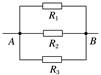 R₁
A R₂ B
R₃